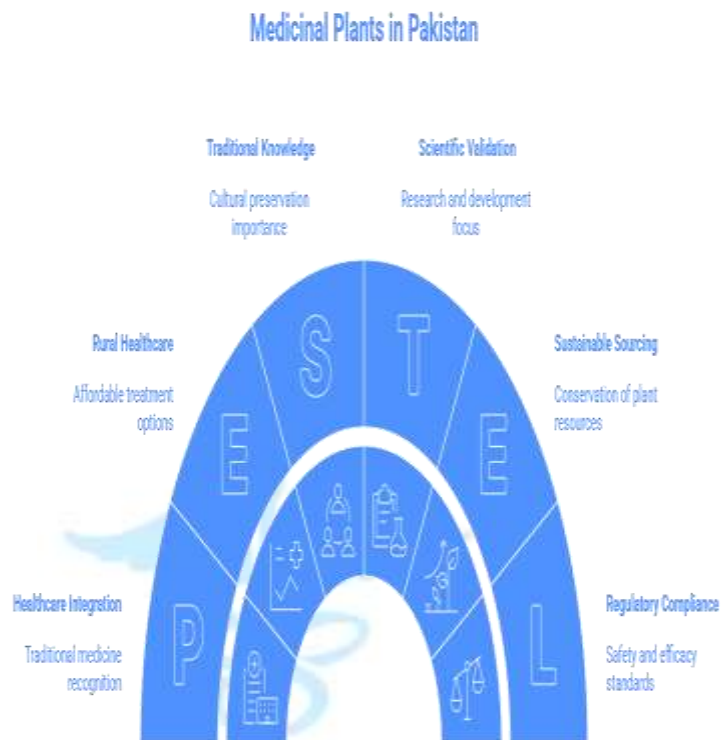 Medicinal Plants in Pakistan
Traditional Knowledge
Cultural preservation
importance
Scientific Validation
Research and development
focus
Rural Healthcare
Affordable treatment
options
Sustainable Sourcing
Conservation of plant
resources
Healthcare Integration
Traditional medicine
recognition
Regulatory Compliance
Safety and efficacy
standards
P
E
S
T
E
L